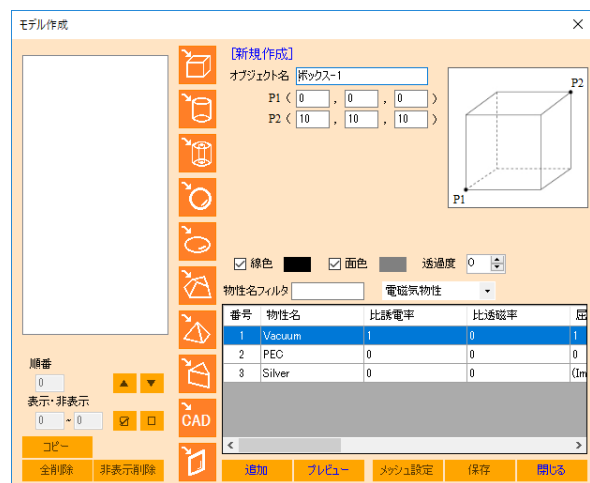 モデル作成
[新規作成]
オブジェクト名 ボックス-1
P1 ( 0 , 0 , 0 )
P2 ( 10 , 10 , 10 )
P2
P1
線色 面色 透過度 0
物性名フィルタ 電磁気物性
番号 物性名 比誘電率 比透磁率 屈
1 Vacuum 1 0 1
2 PEC 0 0 0
3 Silver 0 0 (Im
順番
0
表示・非表示
0 ~ 0
CAD
コピー
全削除 非表示削除
追加 プレビュー メッシュ設定 保存 閉じる